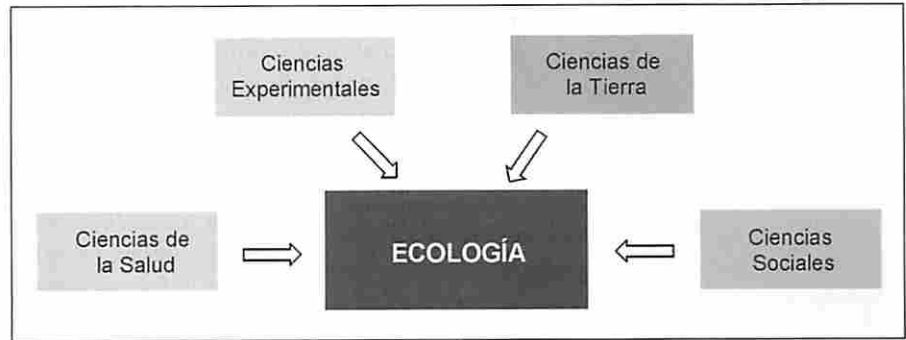 Ciencias
Experimentales
Ciencias de
la Tierra
Ciencias de
la Salud
ECOLOGÍA
Ciencias
Sociales